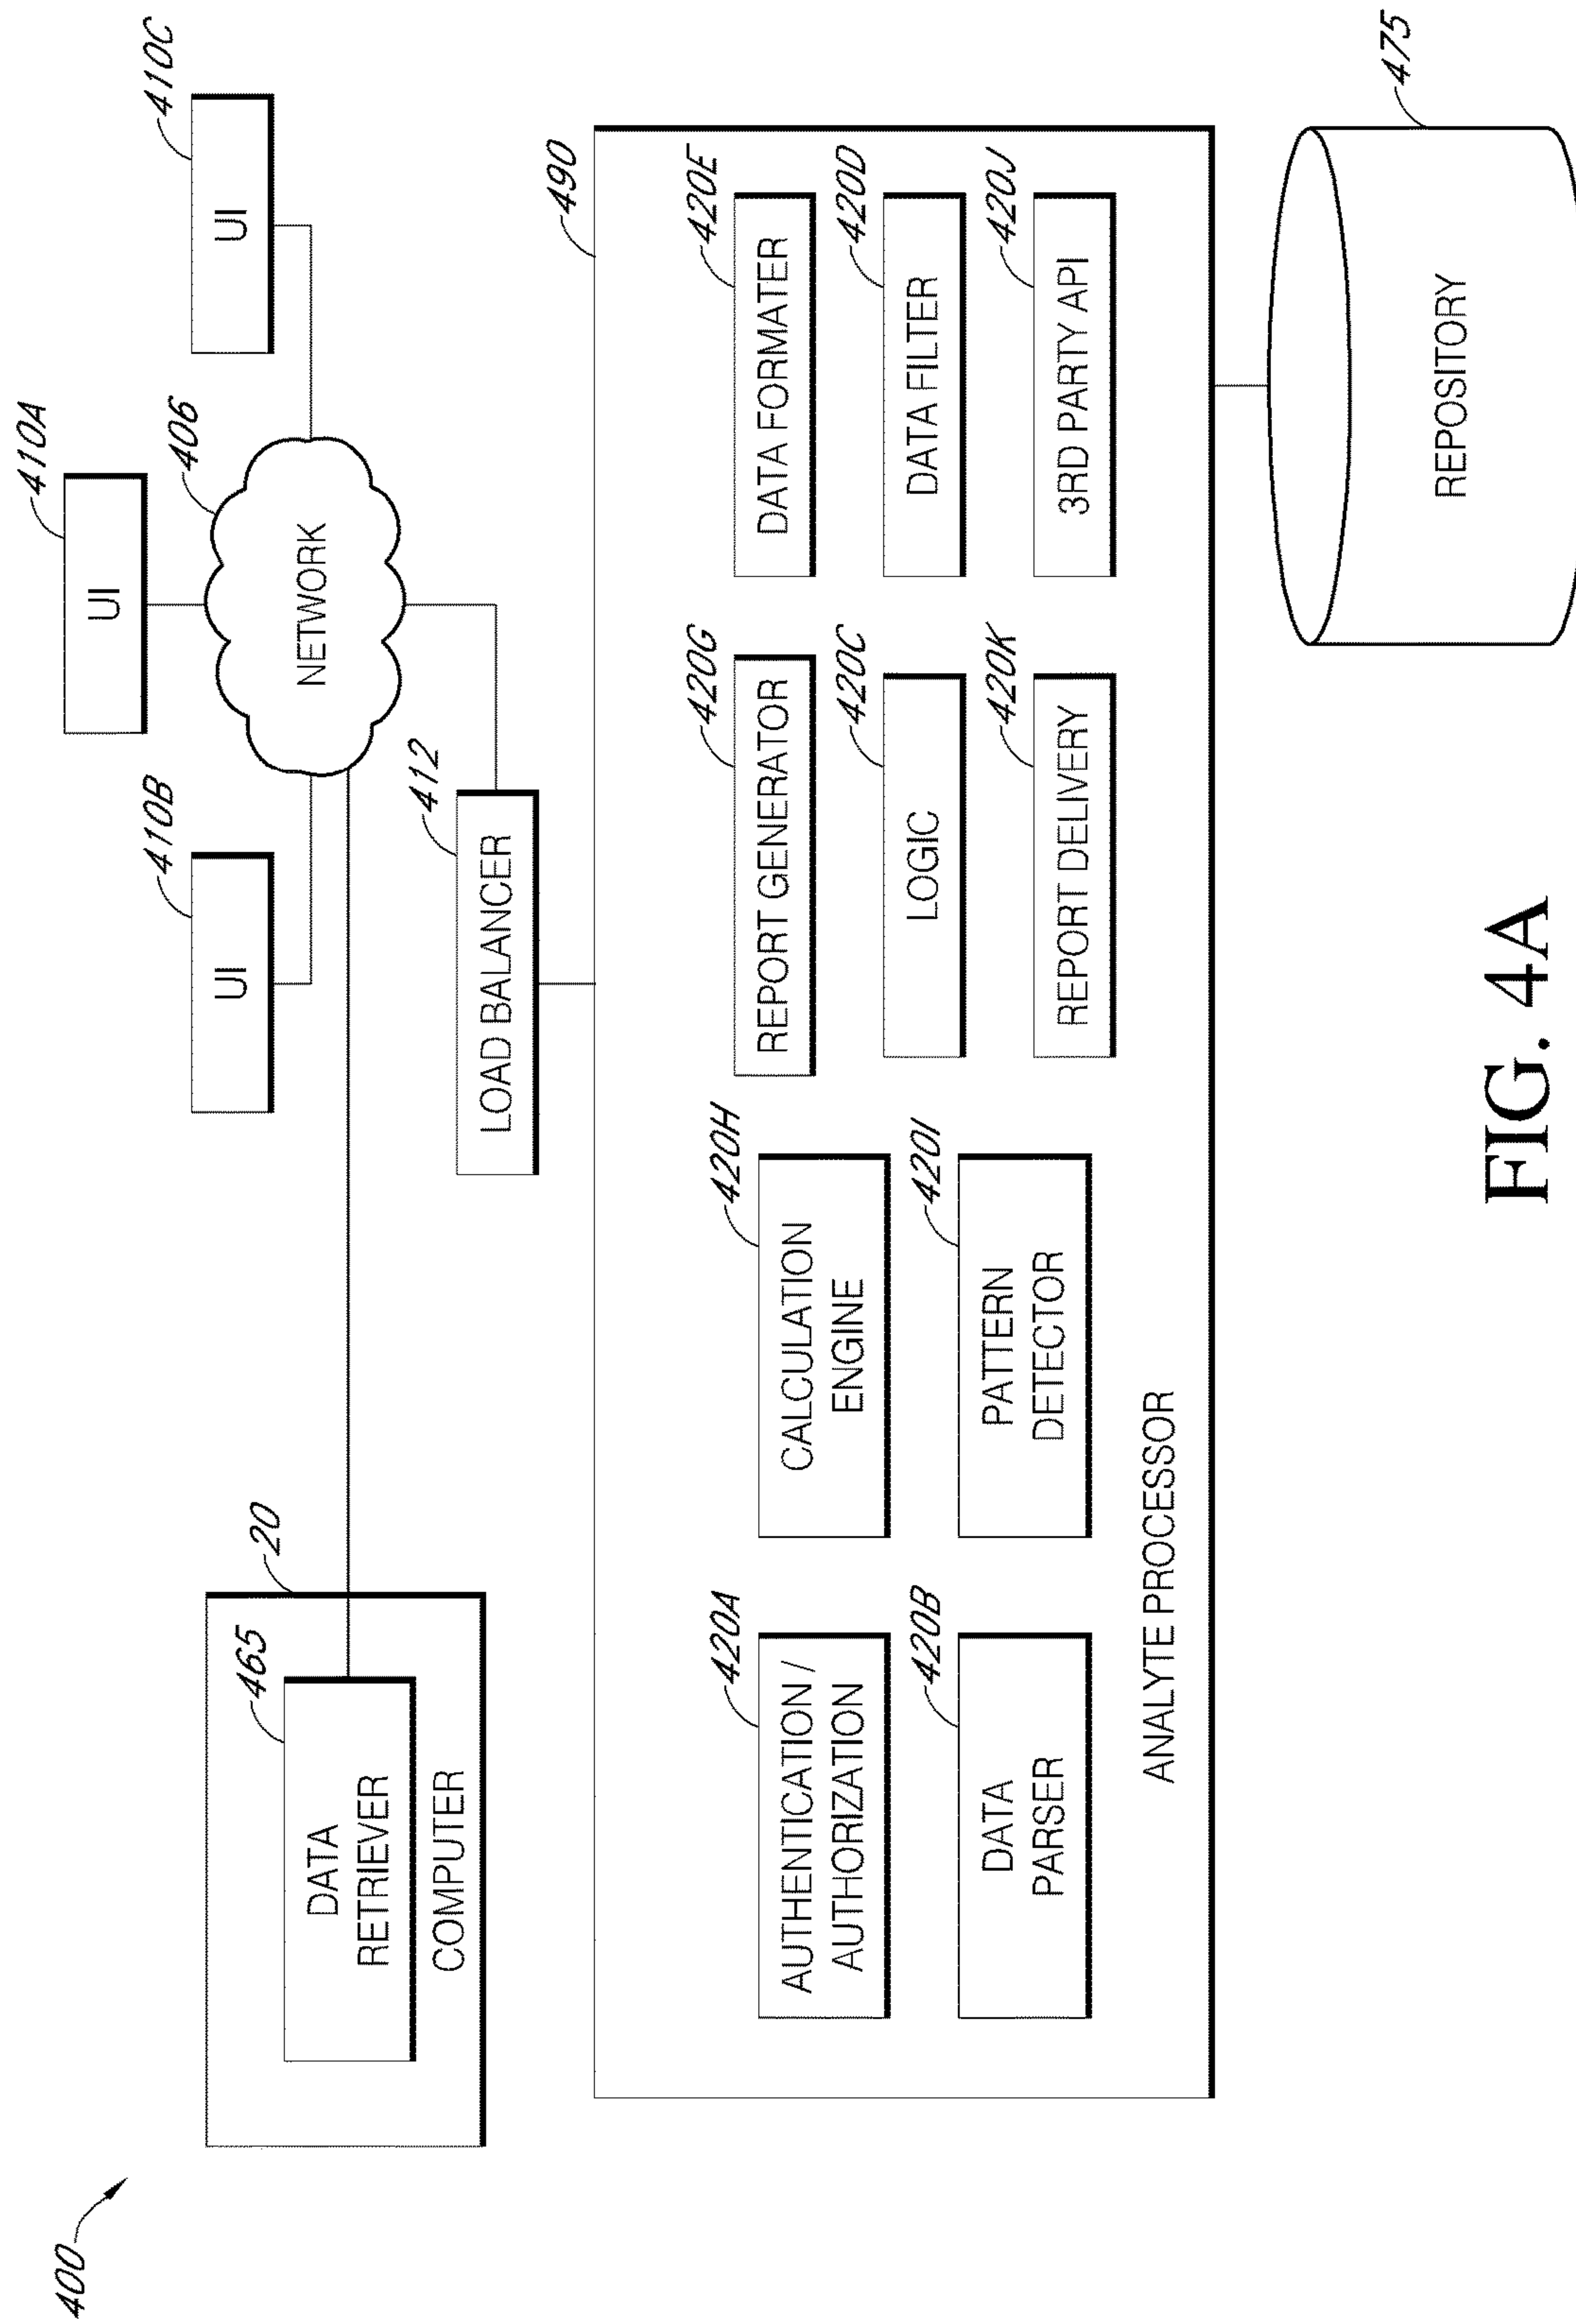 400
410A
410B
410C
UI
UI
UI
406
NETWORK
20
465
DATA
RETRIEVER
COMPUTER
412
LOAD BALANCER
490
420A
AUTHENTICATION /
AUTHORIZATION
420H
CALCULATION
ENGINE
420G
REPORT GENERATOR
420E
DATA FORMATER
420B
DATA
PARSER
420I
PATTERN
DETECTOR
420C
LOGIC
420D
DATA FILTER
420K
REPORT DELIVERY
420J
3RD PARTY API
ANALYTE PROCESSOR
475
REPOSITORY
FIG. 4A